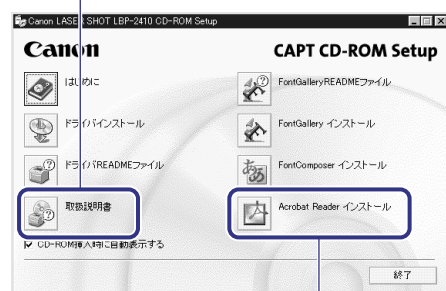 Canon LASER SHOT LBP-2410 CD-ROM Setup
Canon
CAPT CD-ROM Setup
はじめに
FontGalleryREADMEファイル
ドライバインストール
FontGallery インストール
ドライバREADMEファイル
FontComposer インストール
取扱説明書
Acrobat Reader インストール
CD-ROM挿入時に自動表示する
終了